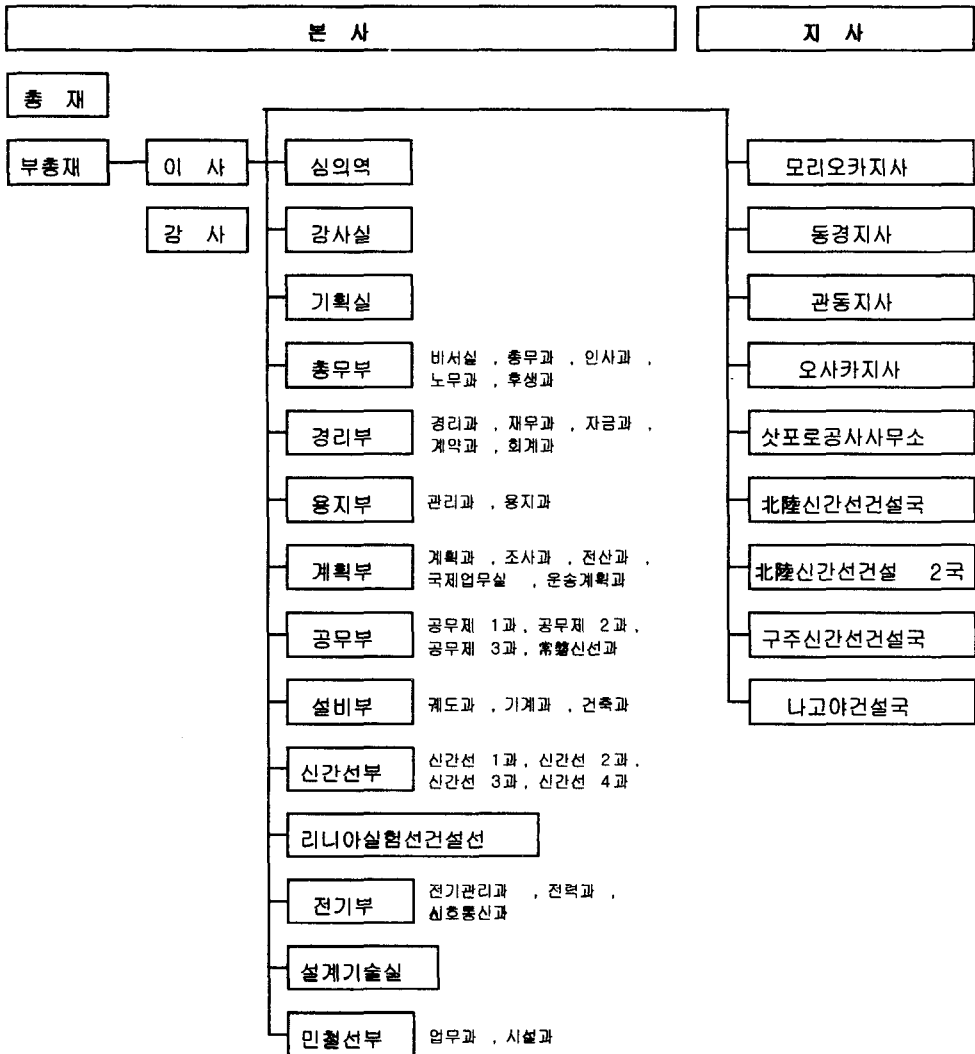 본 사
지 사
총 재
부총재
이 사
감 사
심의역
감사실
기획실
총무부
비서실 , 총무과 , 인사과 ,
노무과 , 후생과
경리부
경리과 , 재무과 , 자금과 ,
계약과 , 회계과
용지부
관리과 , 용지과
계획부
계획과 , 조사과 , 전산과 ,
국제업무실 , 운송계획과
공무부
공무제 1과 , 공무제 2과 ,
공무제 3과 , 常磐신선과
설비부
궤도과 , 기계과 , 건축과
신간선부
신간선 1과 , 신간선 2과 ,
신간선 3과 , 신간선 4과
리니아실험선건설선
전기부
전기관리과 , 전력과 ,
신호통신과
설계기술실
민철선부
업무과 , 시설과
모리오카지사
동경지사
관동지사
오사카지사
삿포로공사사무소
北陸신간선건설국
北陸신간선건설 2국
구주신간선건설국
나고야건설국